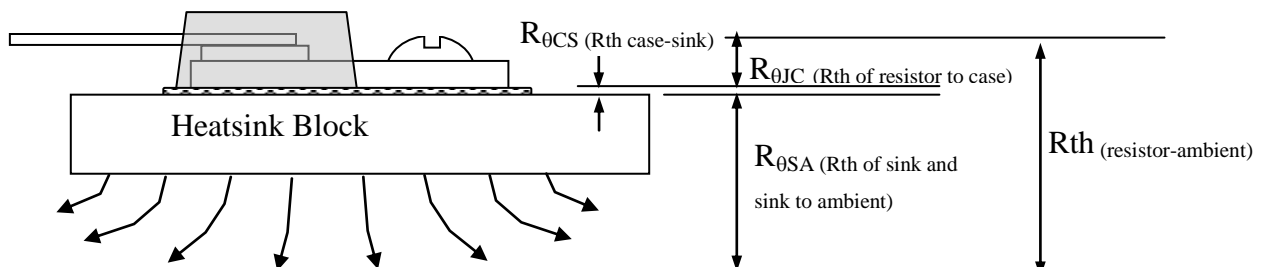 RθCS (Rth case-sink)
RθJC (Rth of resistor to case)
Heatsink Block
Rth (resistor-ambient)
RθSA (Rth of sink and
sink to ambient)